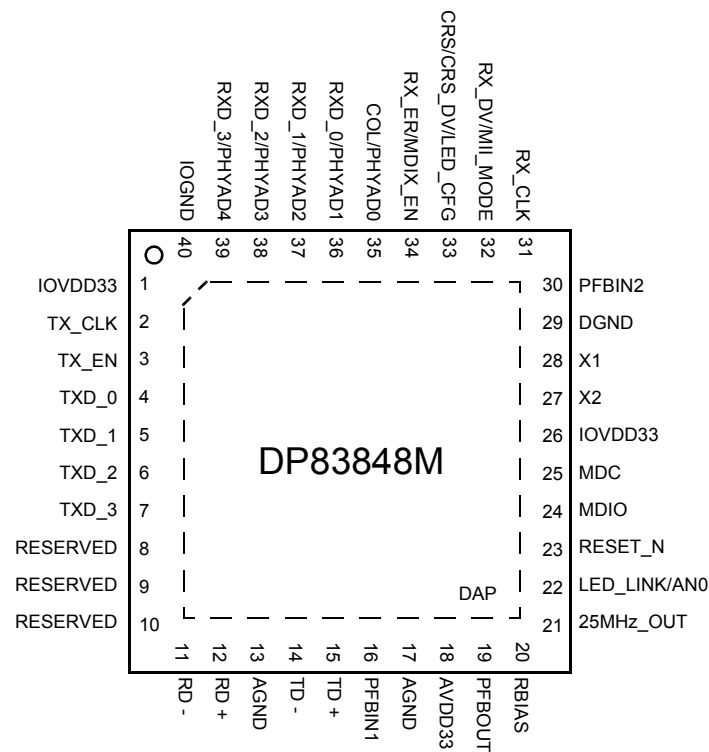 IOGND
RXD_3/PHYAD4
RXD_2/PHYAD3
RXD_1/PHYAD2
RXD_0/PHYAD1
COL/PHYAD0
RX_ER/MDIX_EN
CRS/CRS_DV/LED_CFG
RX_DV/MII_MODE
RX_CLK
40
39
38
37
36
35
34
33
32
31
IOVDD33 1
TX_CLK 2
TX_EN 3
TXD_0 4
TXD_1 5
TXD_2 6
TXD_3 7
RESERVED 8
RESERVED 9
RESERVED 10
DP83848M
DAP
30 PFBIN2
29 DGND
28 X1
27 X2
26 IOVDD33
25 MDC
24 MDIO
23 RESET_N
22 LED_LINK/AN0
21 25MHz_OUT
11
12
13
14
15
16
17
18
19
20
RD -
RD +
AGND
TD -
TD +
PFBIN1
AGND
AVDD33
PFBOUT
RBIAS